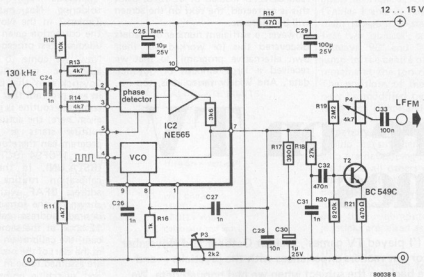 R15
47Ω
12 ... 15 V
+
C25 Tant
10µ
25V
C29
100µ
25V
R12
10k
130 kHz
C24
1n
R13
4k7
R14
4k7
2
3
10
phase
detector
IC2
NE565
3k6
7
5
4
VCO
9
8
1
R11
4k7
C26
1n
R16
1k
C27
1n
P3
2k2
C28
10n
R17
390Ω
R18
27k
C30
1µ
25V
C31
1n
C32
470n
R19
2M2
P4
4k7
C33
100n
LF FM
T2
BC 549C
R20
820k
R21
470Ω
0
0
80038 6